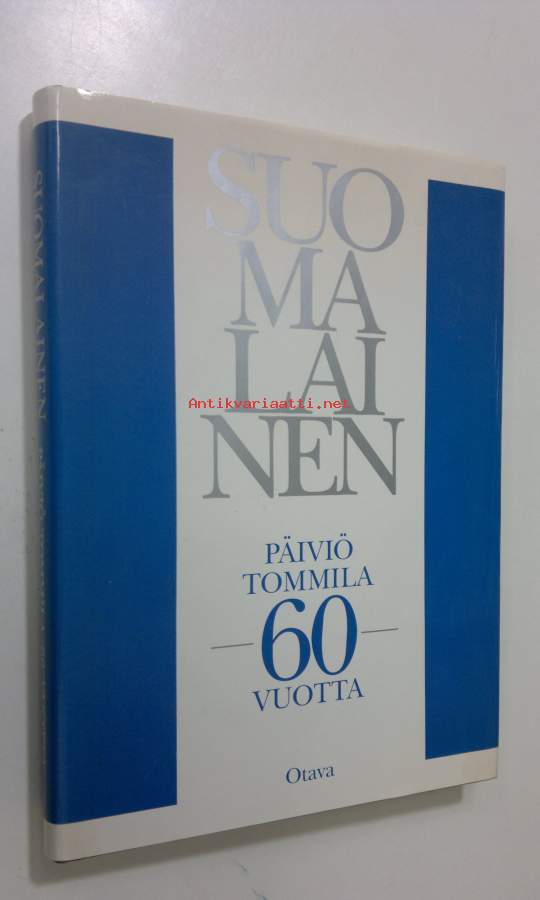 SUO
MA
LAI
NEN
Antikvariaatti.net
PÄIVIÖ
TOMMILA
60
VUOTTA
Otava
SUOMALAINEN